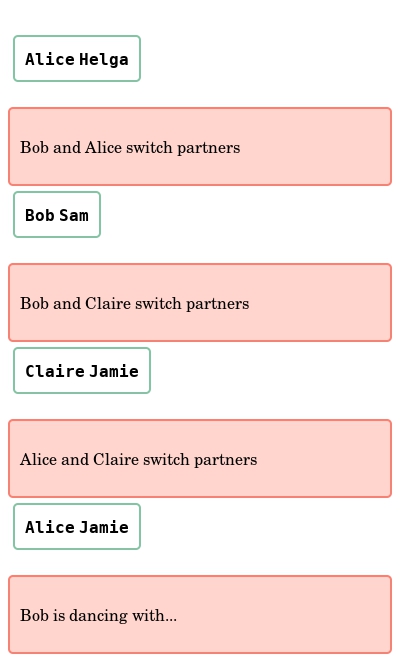 Alice Helga
Bob and Alice switch partners
Bob Sam
Bob and Claire switch partners
Claire Jamie
Alice and Claire switch partners
Alice Jamie
Bob is dancing with...